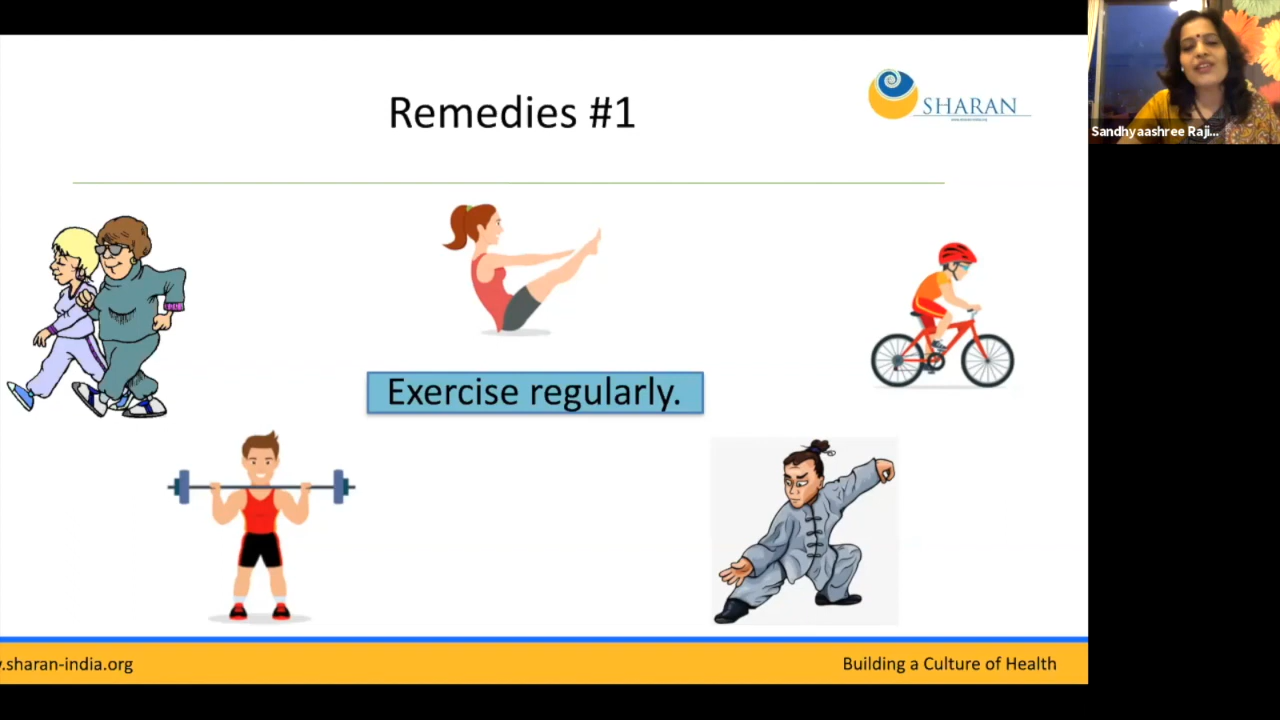 Remedies #1
SHARAN
Sandhyaashree Raji...
Exercise regularly.
.sharan-india.org
Building a Culture of Health